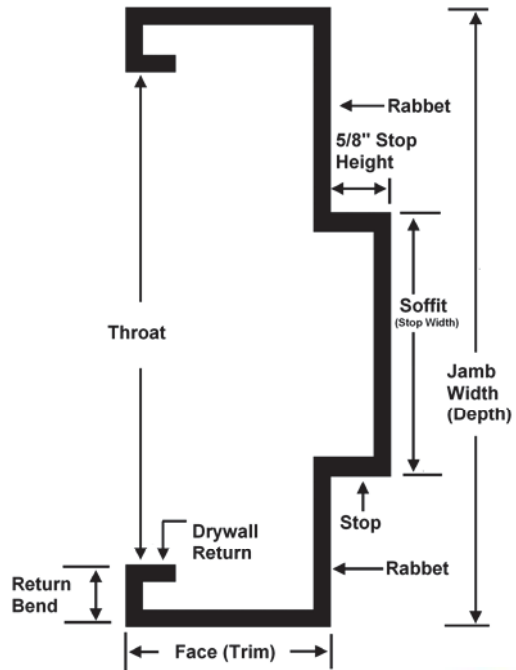 Rabbet
5/8" Stop
Height
Soffit
(Stop Width)
Throat
Jamb
Width
(Depth)
Stop
Drywall
Return
Return
Bend
Rabbet
Face (Trim)